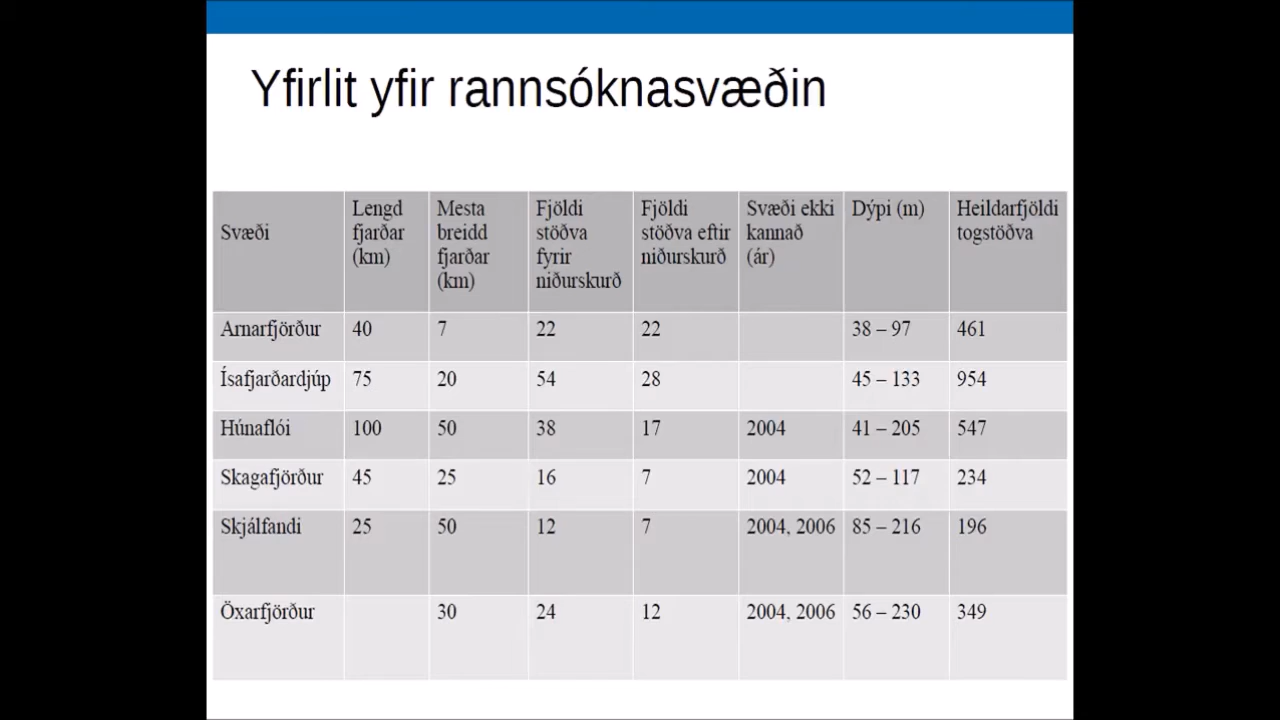 Yfirlit yfir rannsóknasvæðin
Svæði | Lengd fjarðar (km) | Mesta breidd fjarðar (km) | Fjöldi stöðva fyrir niðurskurð | Fjöldi stöðva eftir niðurskurð | Svæði ekki kannað (ár) | Dýpi (m) | Heildarfjöldi togstöðva
Arnarfjörður | 40 | 7 | 22 | 22 | | 38 – 97 | 461
Ísafjarðardjúp | 75 | 20 | 54 | 28 | | 45 – 133 | 954
Húnaflói | 100 | 50 | 38 | 17 | 2004 | 41 – 205 | 547
Skagafjörður | 45 | 25 | 16 | 7 | 2004 | 52 – 117 | 234
Skjálfandi | 25 | 50 | 12 | 7 | 2004, 2006 | 85 – 216 | 196
Öxarfjörður | | 30 | 24 | 12 | 2004, 2006 | 56 – 230 | 349